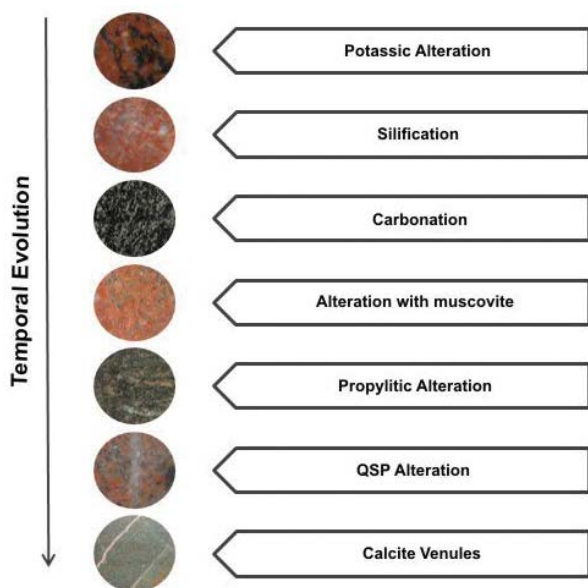 Temporal Evolution
Potassic Alteration
Silification
Carbonation
Alteration with muscovite
Propylitic Alteration
QSP Alteration
Calcite Venules